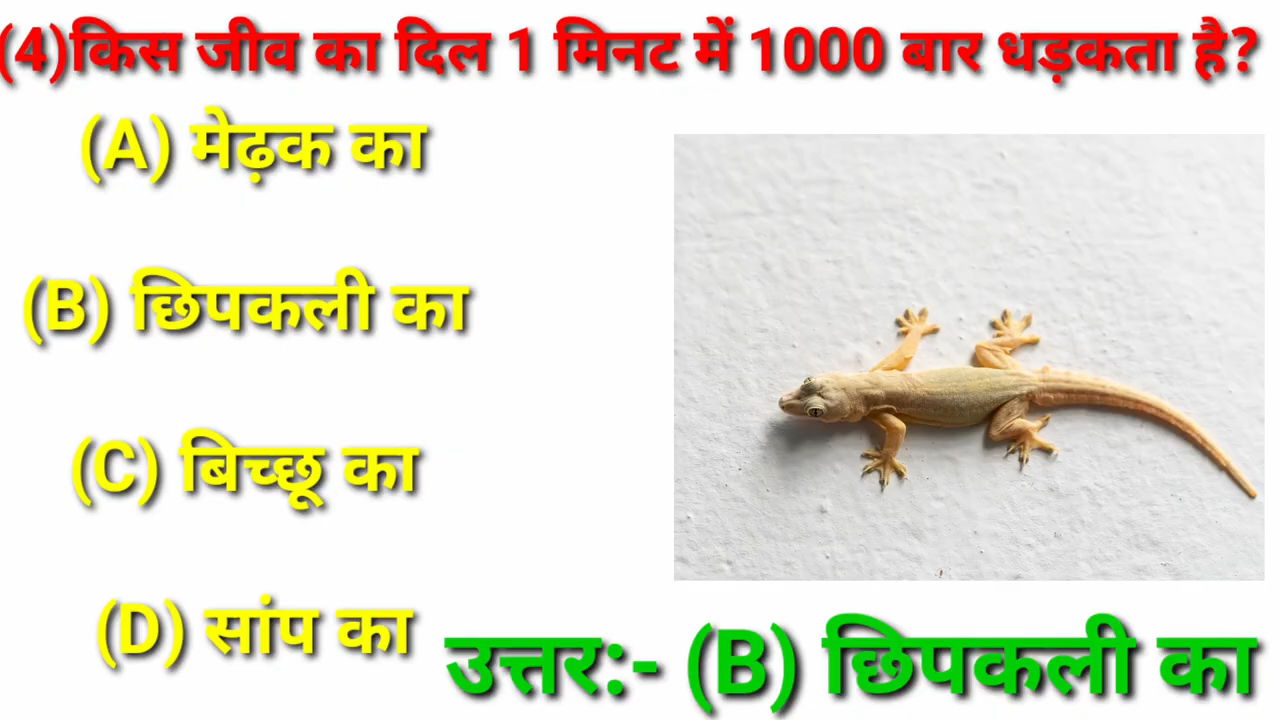 (4)किस जीव का दिल 1 मिनट में 1000 बार धड़कता है?
(A) मेढ़क का
(B) छिपकली का
(C) बिच्छू का
(D) सांप का
उत्तर:- (B) छिपकली का